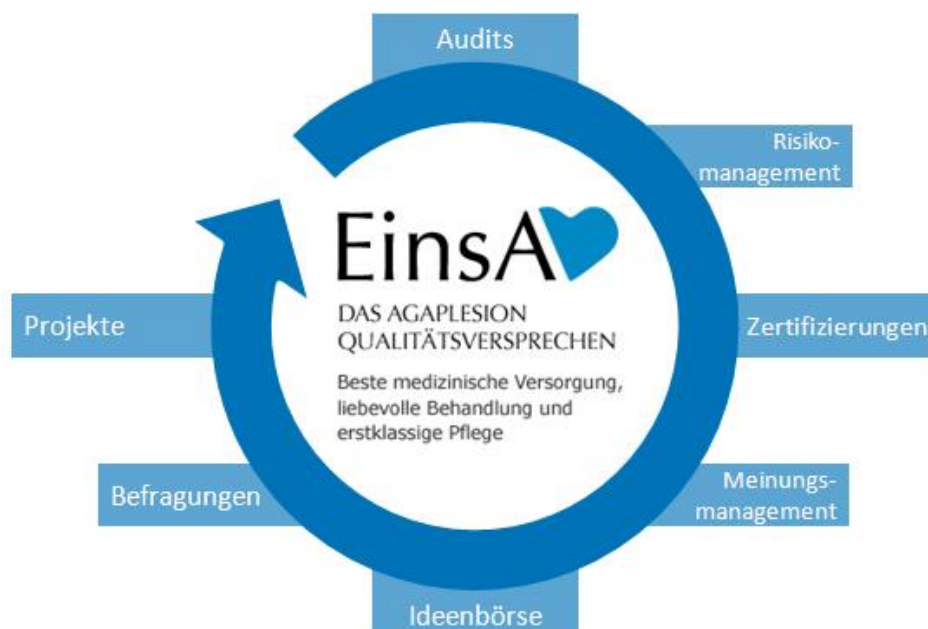 Audits
Risiko-
management
Zertifizierungen
Meinungs-
management
Ideenbörse
Befragungen
Projekte
EinsA
DAS AGAPLESION
QUALITÄTSVERSPRECHEN
Beste medizinische Versorgung,
liebevolle Behandlung und
erstklassige Pflege